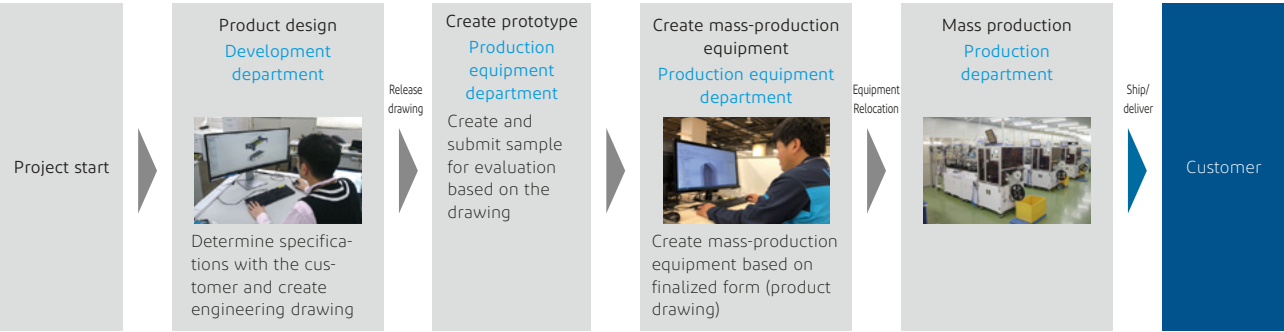 Project start
Product design
Development
department
Determine specifica-
tions with the cus-
tomer and create
engineering drawing
Release
drawing
Create prototype
Production
equipment
department
Create and
submit sample
for evaluation
based on the
drawing
Create mass-production
equipment
Production equipment
department
Create mass-production
equipment based on
finalized form (product
drawing)
Equipment
Relocation
Mass production
Production
department
Ship/
deliver
Customer